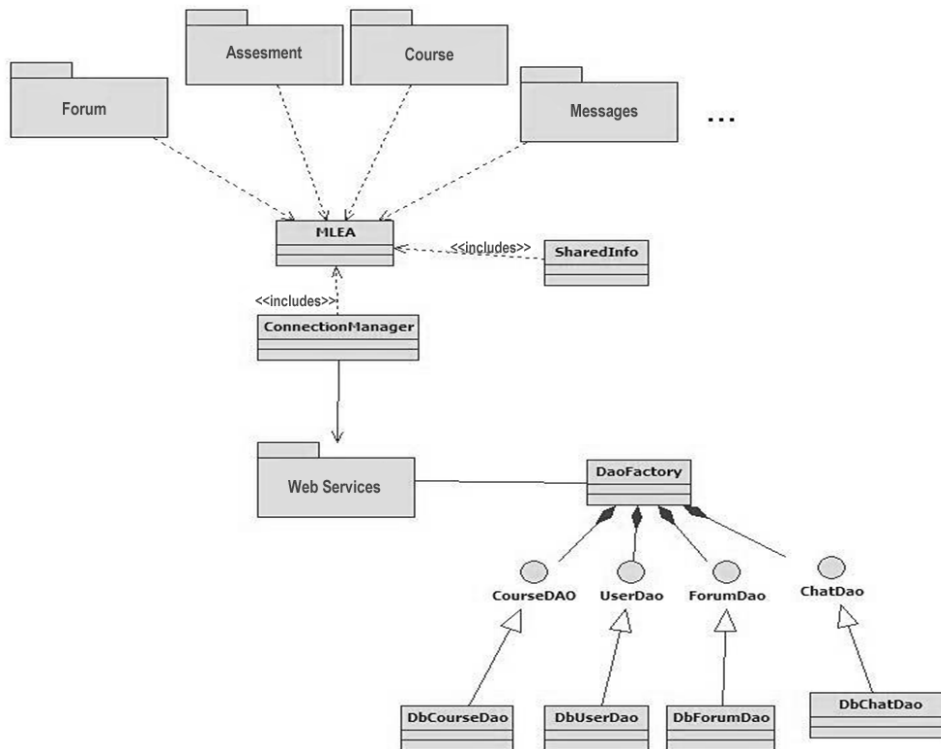 Assesment
Course
Forum
Messages
...
MLEA
<<includes>>
SharedInfo
<<includes>>
ConnectionManager
Web Services
DaoFactory
CourseDAO
UserDao
ForumDao
ChatDao
DbCourseDao
DbUserDao
DbForumDao
DbChatDao